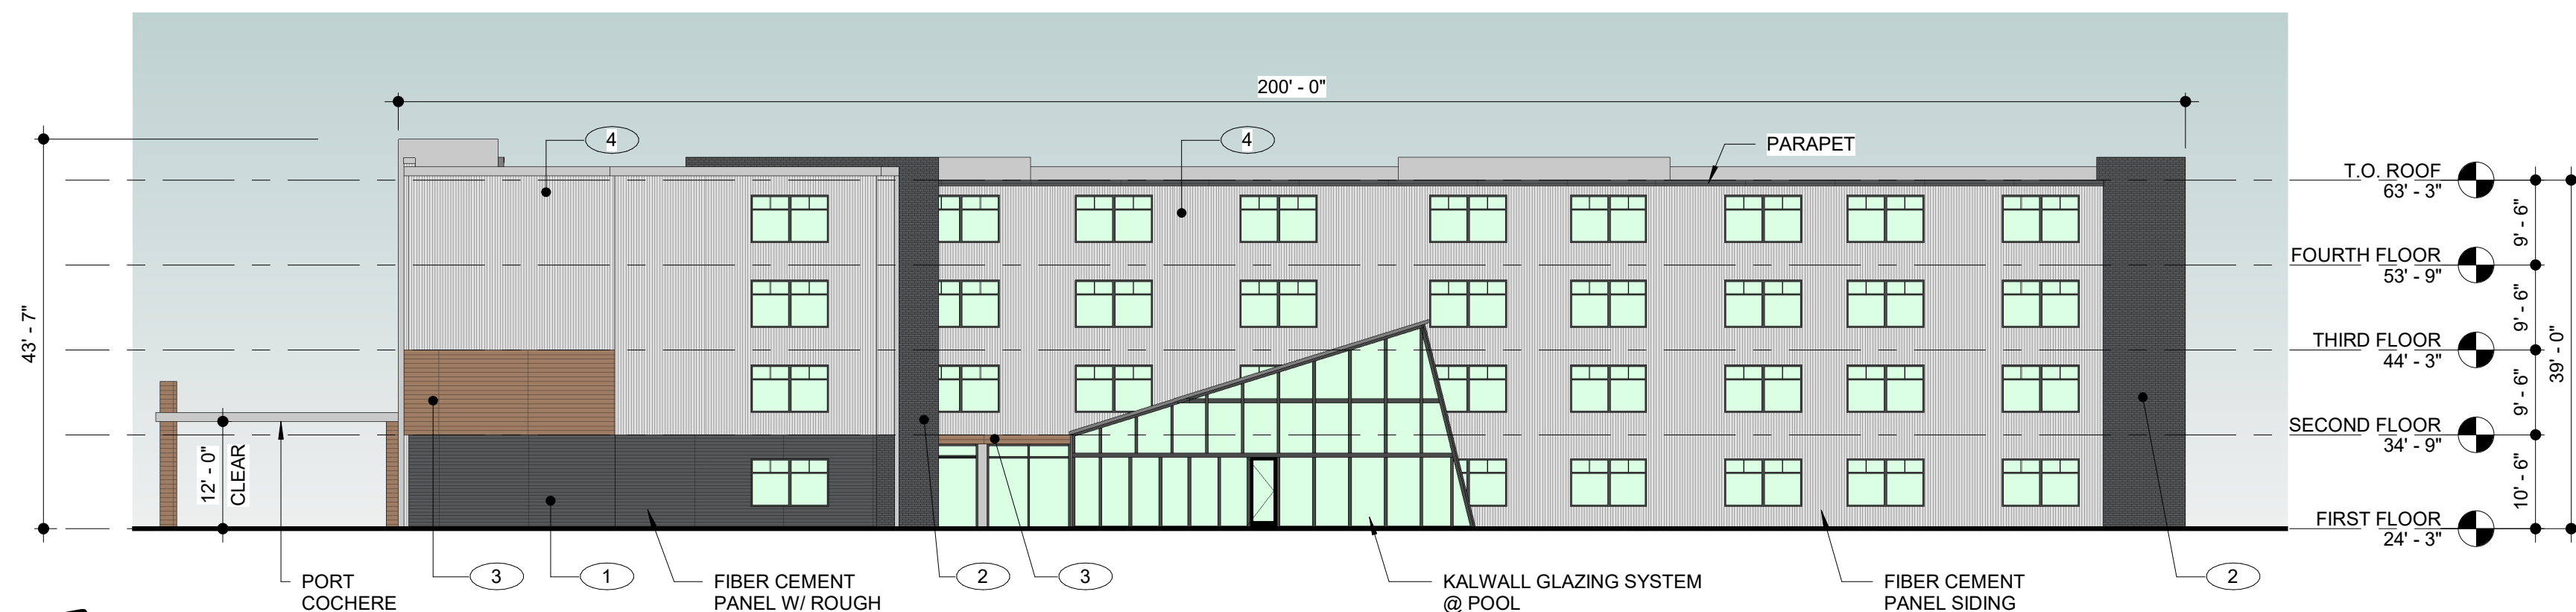 200' - 0"
4
4
PARAPET
T.O. ROOF
63' - 3"
9' - 6"
FOURTH FLOOR
53' - 9"
9' - 6"
43' - 7"
THIRD FLOOR
44' - 3"
39' - 0"
9' - 6"
SECOND FLOOR
34' - 9"
12' - 0"
CLEAR
10' - 6"
FIRST FLOOR
24' - 3"
PORT
COCHERE
3
1
FIBER CEMENT
PANEL W/ ROUGH
2
3
KALWALL GLAZING SYSTEM
@ POOL
FIBER CEMENT
PANEL SIDING
2